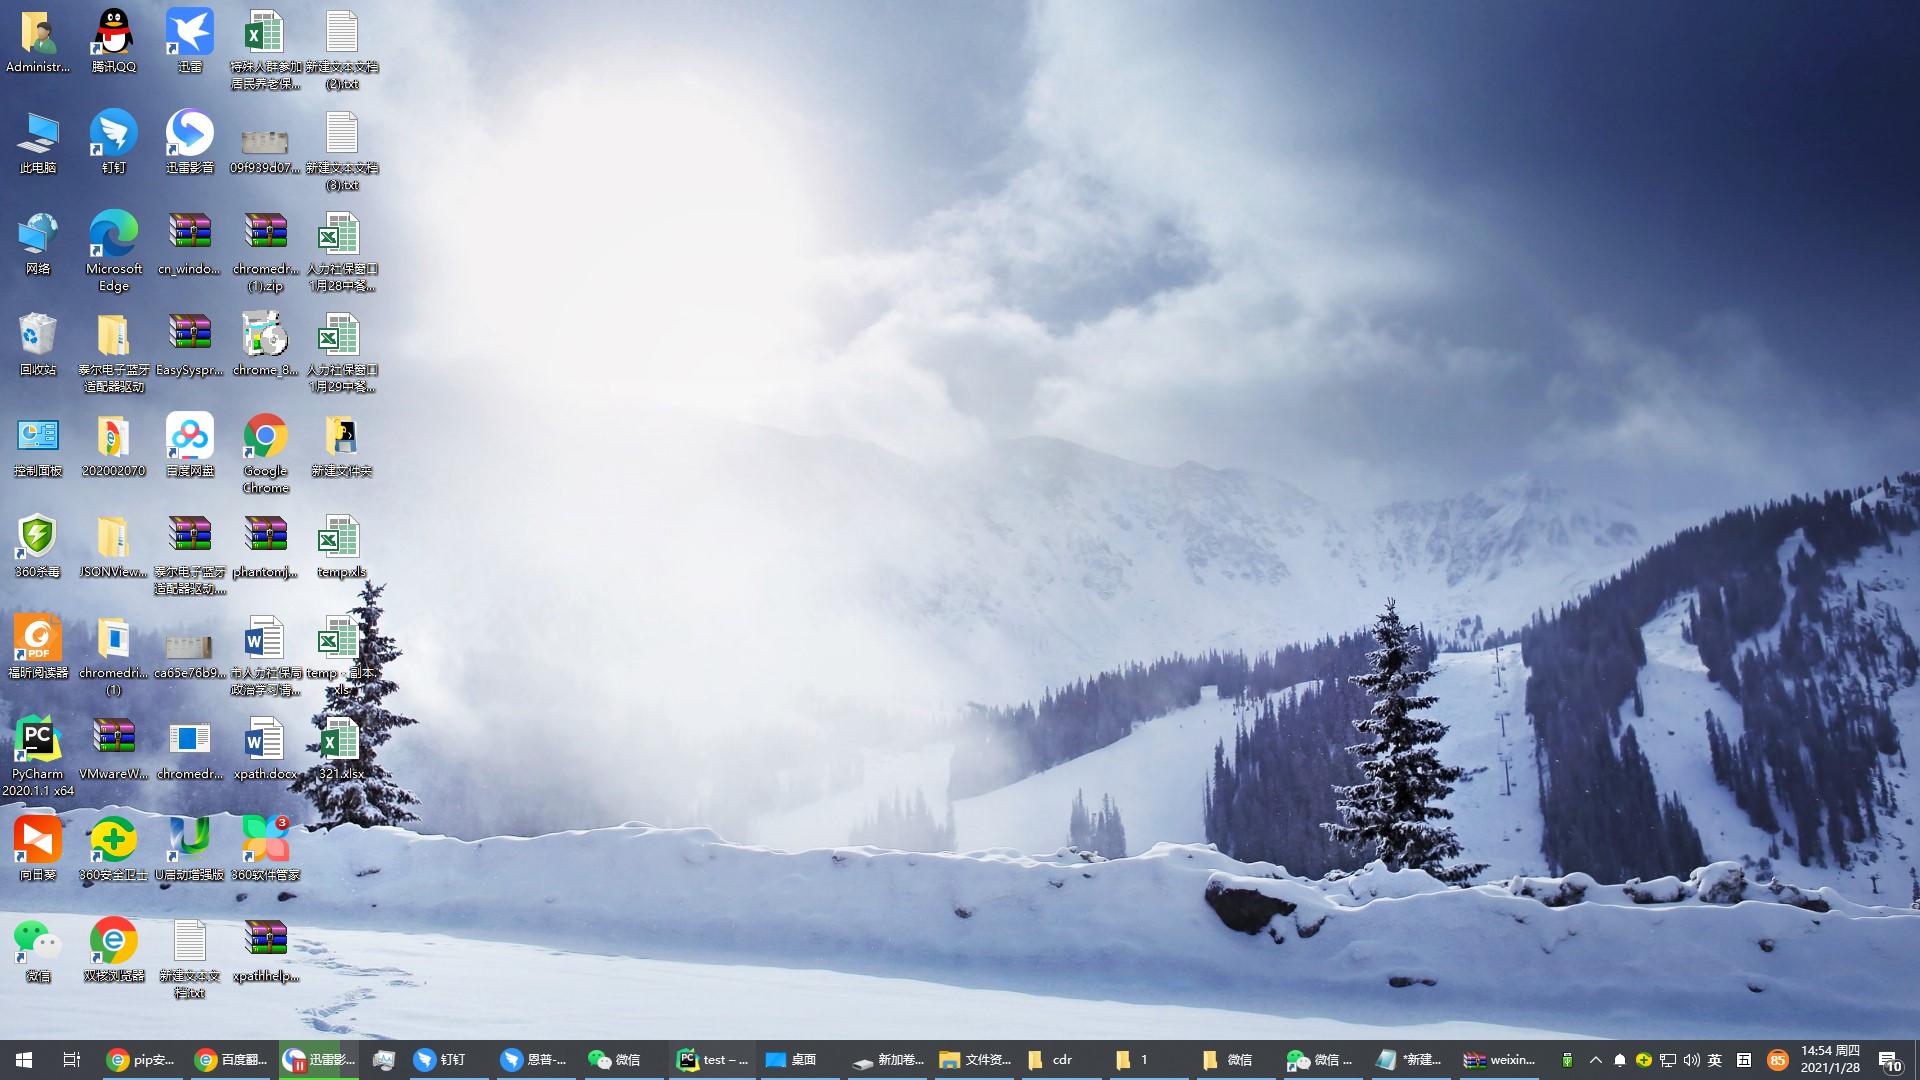 Administr...
腾讯QQ
迅雷
特殊人群参加
居民养老保...
新建文本文档
(2).txt
此电脑
钉钉
迅雷影音
09f939d07...
新建文本文档
(3).txt
网络
Microsoft
Edge
cn_windo...
chromedr...
(1).zip
人力社保窗口
1月28中餐...
回收站
泰尔电子蓝牙
适配器驱动
EasySyspr...
chrome_8...
人力社保窗口
1月29中餐...
控制面板
202002070
百度网盘
Google
Chrome
新建文件夹
360杀毒
JSONView...
泰尔电子蓝牙
适配器驱动....
phantomj...
temp.xls
福昕阅读器
chromedri...
(1)
ca65e76b9...
市人力社保局
政治学习情...
temp - 副本.
xls
PyCharm
2020.1.1 x64
VMwareW...
chromedr...
xpath.docx
321.xlsx
向日葵
360安全卫士
U启动增强版
3
360软件管家
微信
双核浏览器
新建文本文
档.txt
xpathhelp...
pip安...
百度翻...
迅雷影...
钉钉
恩普-...
微信
test – ...
桌面
新加卷...
文件资...
cdr
1
微信
微信 ...
*新建...
weixin...
英
五
85
14:54 周四
2021/1/28
10